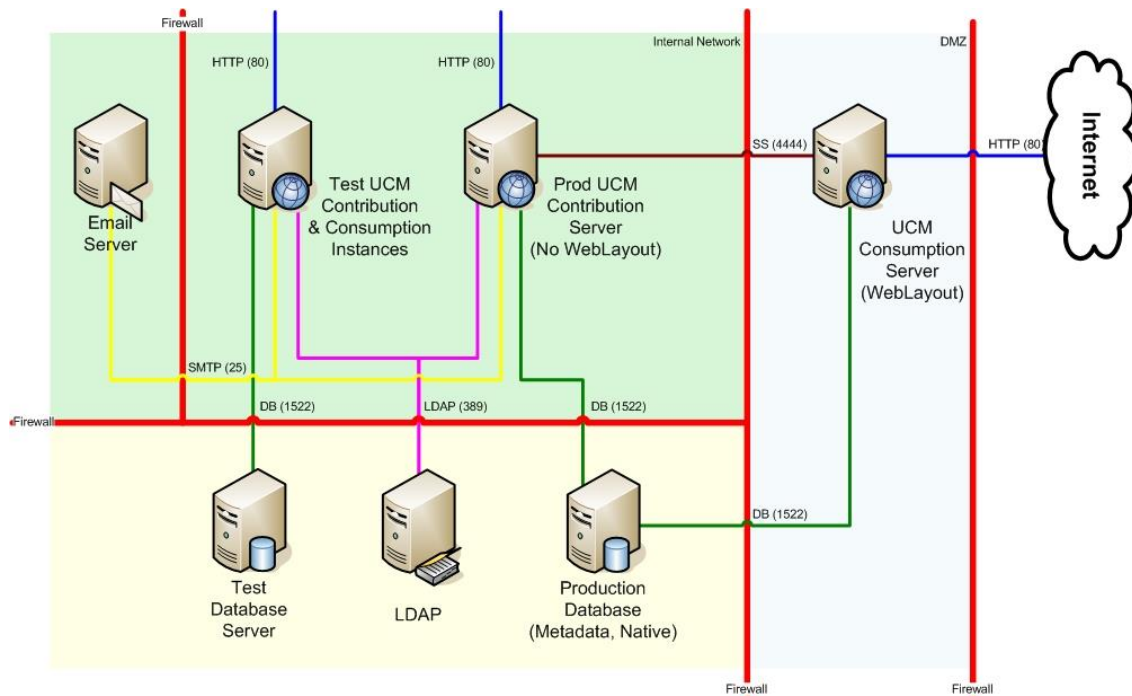 Firewall
Internal Network
DMZ
HTTP (80)
HTTP (80)
SS (4444)
HTTP (80)
Internet
Email
Server
Test UCM
Contribution
& Consumption
Instances
Prod UCM
Contribution
Server
(No WebLayout)
UCM
Consumption
Server
(WebLayout)
SMTP (25)
DB (1522)
LDAP (389)
DB (1522)
Firewall
DB (1522)
Test
Database
Server
LDAP
Production
Database
(Metadata, Native)
Firewall
Firewall